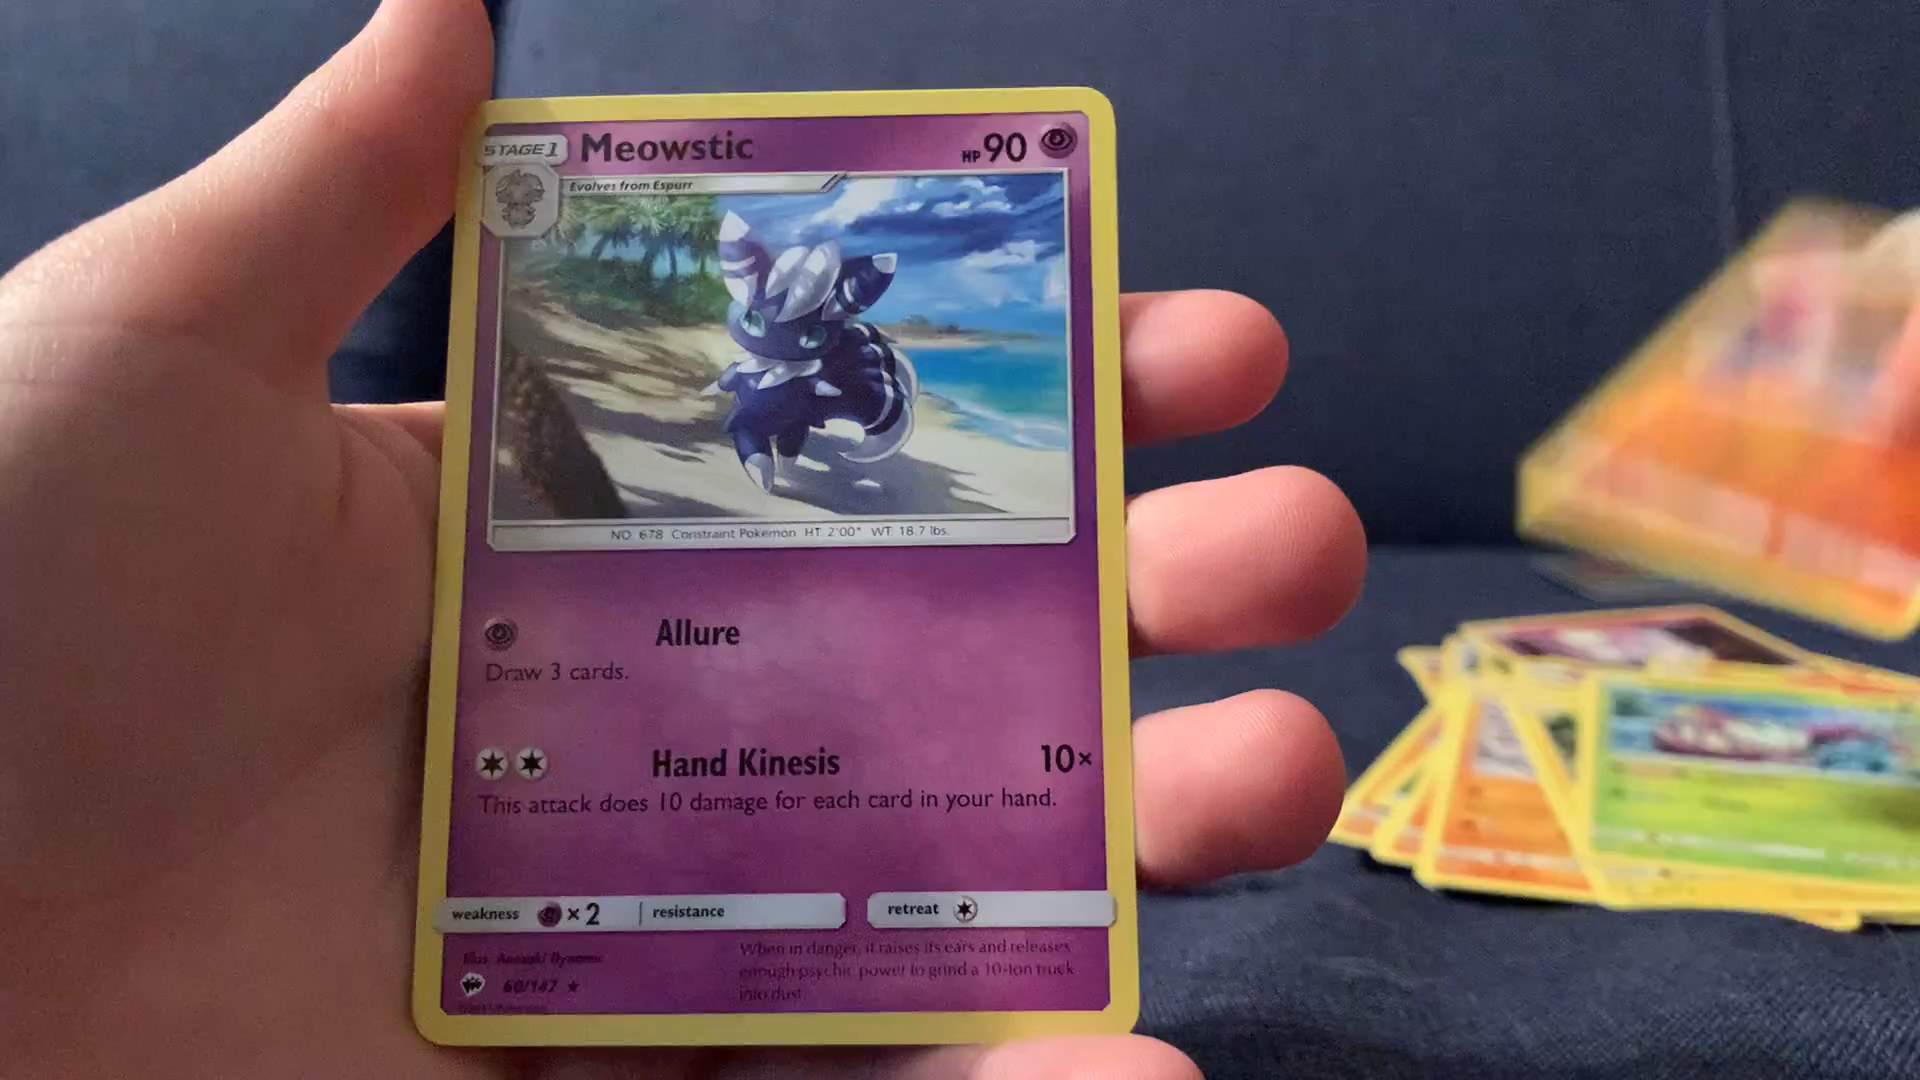 STAGE 1 Meowstic HP 90
Evolves from Espurr
NO. 678 Constraint Pokémon HT: 2'00" WT: 18.7 lbs.
Allure
Draw 3 cards.
Hand Kinesis 10×
This attack does 10 damage for each card in your hand.
weakness ×2 resistance retreat
When in danger, it raises its ears and releases
enough psychic power to grind a 10-ton truck
into dust.
Illus.
60/147 ★